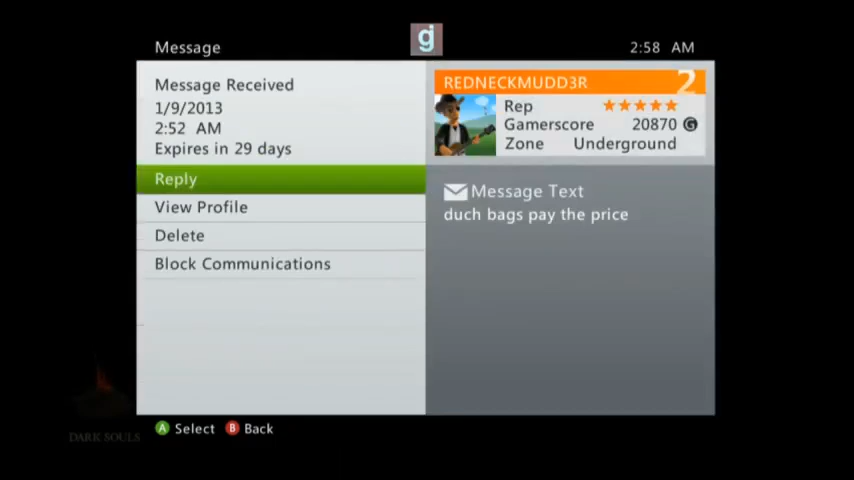 Message
gi
2:58 AM
Message Received
1/9/2013
2:52 AM
Expires in 29 days
Reply
View Profile
Delete
Block Communications
REDNECKMUDD3R
2
Rep
Gamerscore 20870 G
Zone Underground
Message Text
duch bags pay the price
DARK SOULS
A Select B Back